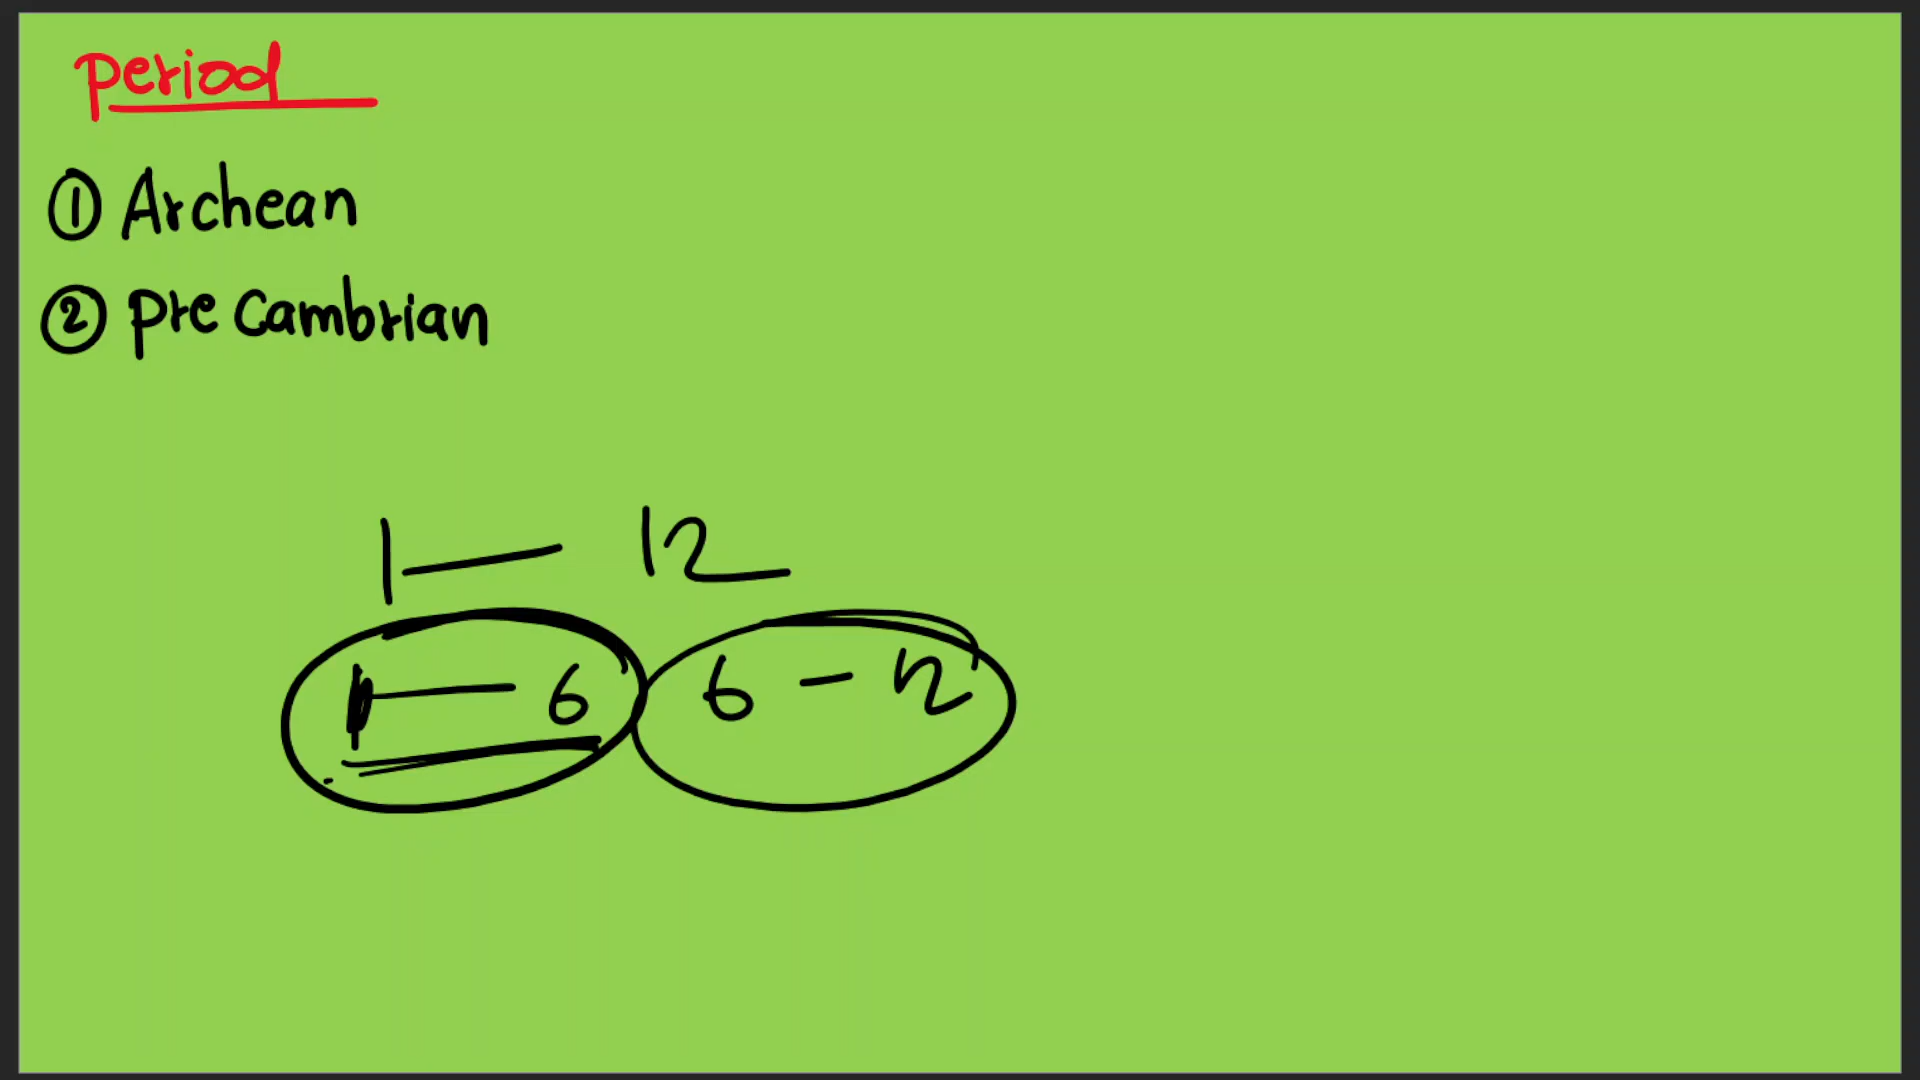 Period
① Archean
② Pre Cambrian
1 — 12
1 — 6 6 - 12